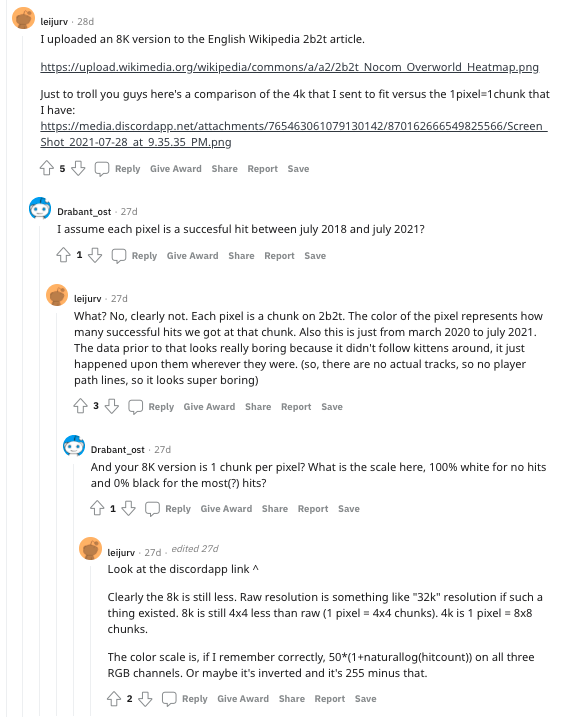 leijurv · 28d
I uploaded an 8K version to the English Wikipedia 2b2t article.
https://upload.wikimedia.org/wikipedia/commons/a/a2/2b2t_Nocom_Overworld_Heatmap.png
Just to troll you guys here's a comparison of the 4k that I sent to fit versus the 1pixel=1chunk that
I have:
https://media.discordapp.net/attachments/765463061079130142/870162666549825566/Screen_
Shot_2021-07-28_at_9.35.35_PM.png
5 Reply Give Award Share Report Save
Drabant_ost · 27d
I assume each pixel is a succesful hit between july 2018 and july 2021?
1 Reply Give Award Share Report Save
leijurv · 27d
What? No, clearly not. Each pixel is a chunk on 2b2t. The color of the pixel represents how
many successful hits we got at that chunk. Also this is just from march 2020 to july 2021.
The data prior to that looks really boring because it didn't follow kittens around, it just
happened upon them wherever they were. (so, there are no actual tracks, so no player
path lines, so it looks super boring)
3 Reply Give Award Share Report Save
Drabant_ost · 27d
And your 8K version is 1 chunk per pixel? What is the scale here, 100% white for no hits
and 0% black for the most(?) hits?
1 Reply Give Award Share Report Save
leijurv · 27d · edited 27d
Look at the discordapp link ^
Clearly the 8k is still less. Raw resolution is something like "32k" resolution if such a
thing existed. 8k is still 4x4 less than raw (1 pixel = 4x4 chunks). 4k is 1 pixel = 8x8
chunks.
The color scale is, if I remember correctly, 50*(1+naturallog(hitcount)) on all three
RGB channels. Or maybe it's inverted and it's 255 minus that.
2 Reply Give Award Share Report Save